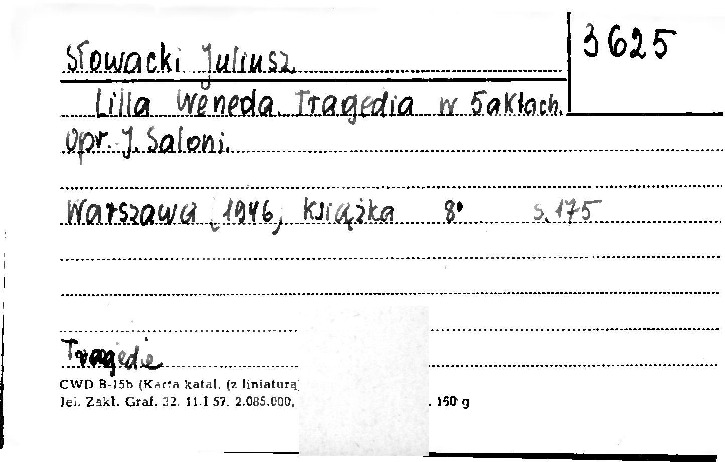 3625
Słowacki Juliusz
Lilla Weneda. Tragedia w 5 aktach.
Opr. J. Saloni.
Warszawa [1946, Książka 8° s. 175
Tragedie
CWD B-15b (Karta katal. (z liniaturą)
Jel. Zakł. Graf. 32. 11.I 57. 2.085.000, . 160 g